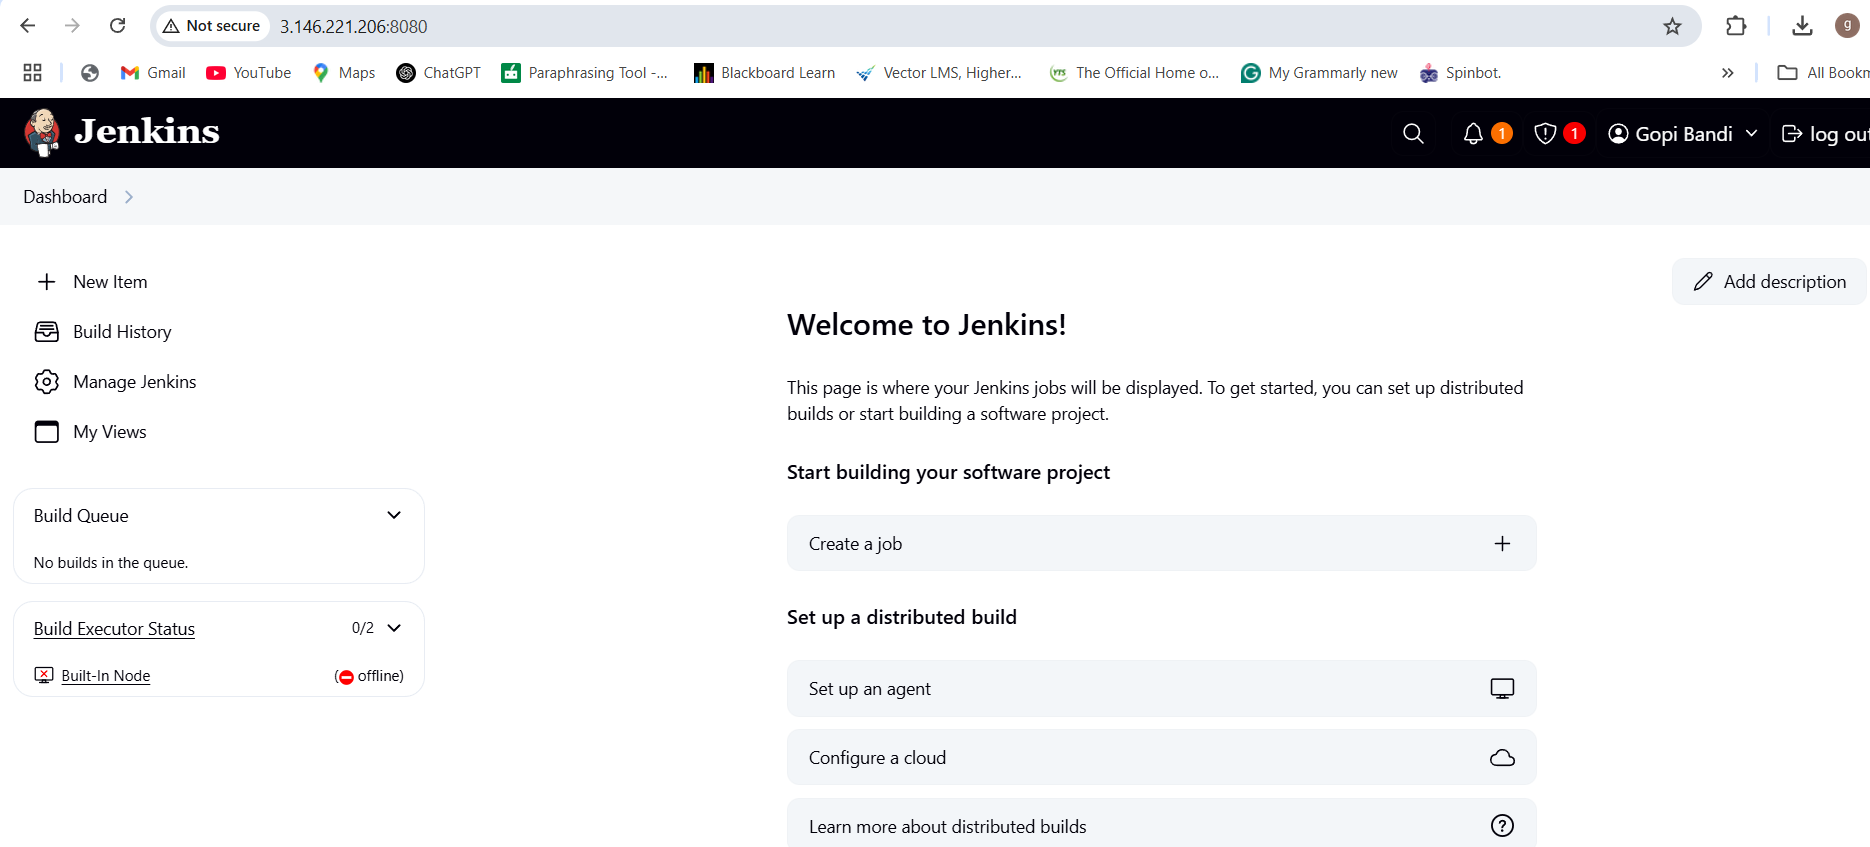 Not secure 3.146.221.206:8080 g
Gmail YouTube Maps ChatGPT Paraphrasing Tool -... Blackboard Learn Vector LMS, Higher... YTS The Official Home o... My Grammarly new Spinbot. » All Bookm
Jenkins 1 1 Gopi Bandi log out
Dashboard
New Item
Add description
Build History
Manage Jenkins
My Views
Build Queue
No builds in the queue.
Build Executor Status 0/2
Built-In Node (offline)
Welcome to Jenkins!
This page is where your Jenkins jobs will be displayed. To get started, you can set up distributed
builds or start building a software project.
Start building your software project
Create a job
Set up a distributed build
Set up an agent
Configure a cloud
Learn more about distributed builds